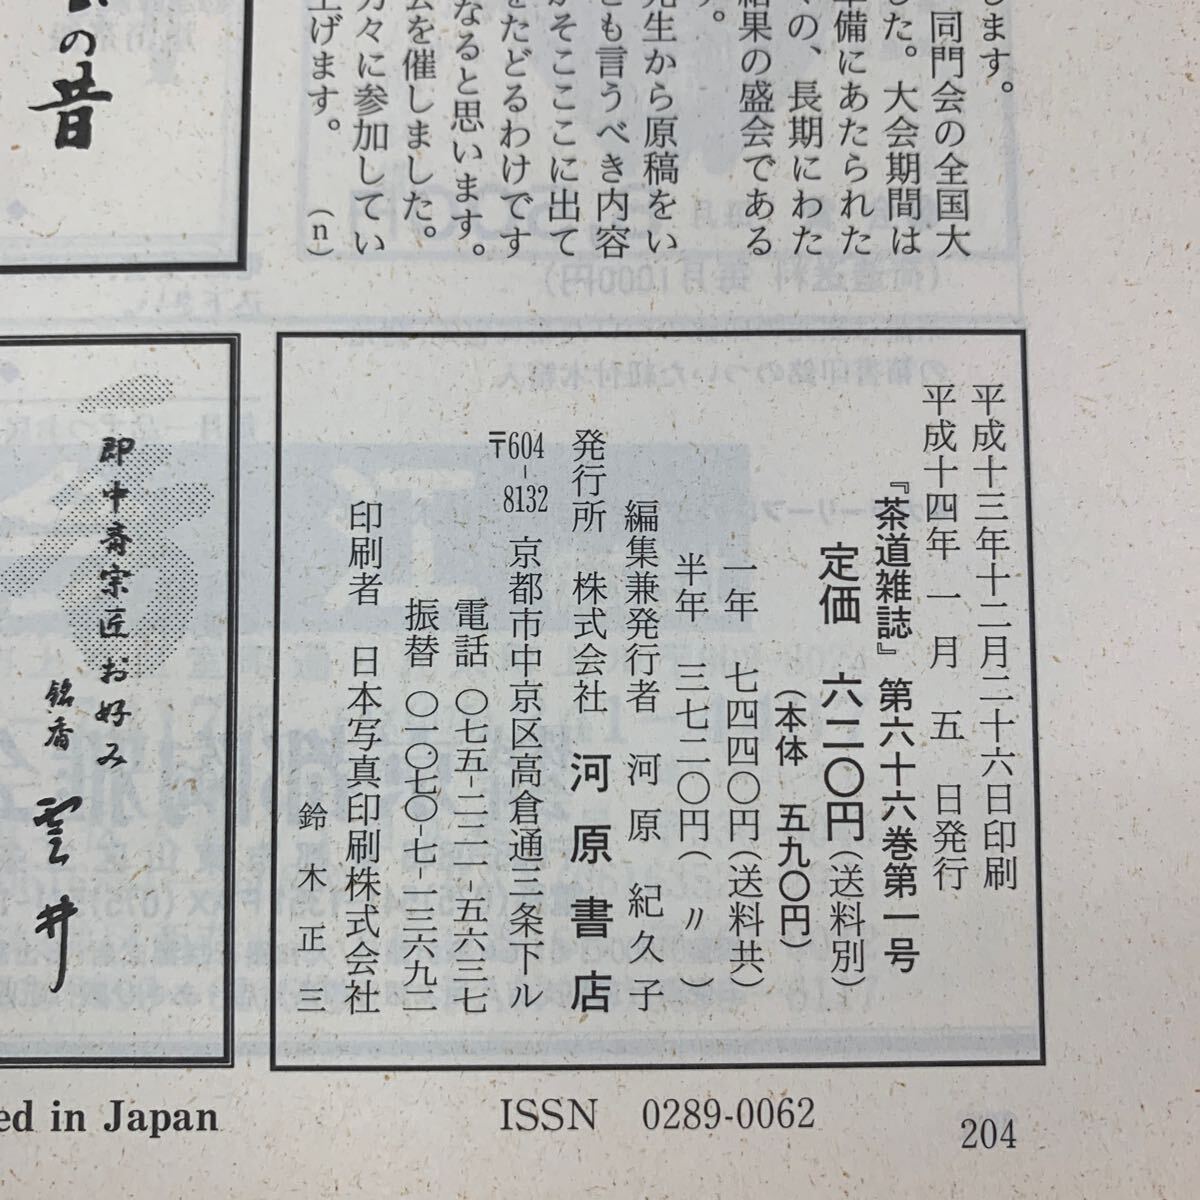 します。
同門会の全国大
した。大会期間は
準備にあたられた
の、長期にわた
結果の盛会である
す。
先生から原稿をい
とも言うべき内容
がそここに出て
をたどるわけです
なると思います。
会を催しました。
方々に参加してい
上げます。
(n)
の昔
平成十三年十二月二十六日印刷
平成十四年 一 月 五 日発行
『茶道雑誌』第六十六巻第一号
定価 六二〇円(送料別)
(本体 五九〇円)
一年 七四四〇円(送料共)
半年 三七二〇円( 〃 )
編集兼発行者 河原 紀久子
発行所 株式会社 河原書店
〒604-8132 京都市中京区高倉通三条下ル
電話 〇七五-二二一-五六三七
振替 〇一〇七〇-七-三六九二
印刷者 日本写真印刷株式会社
鈴木正三
即中斎宗匠お好み
銘香 雲井
ed in Japan
ISSN 0289-0062
204